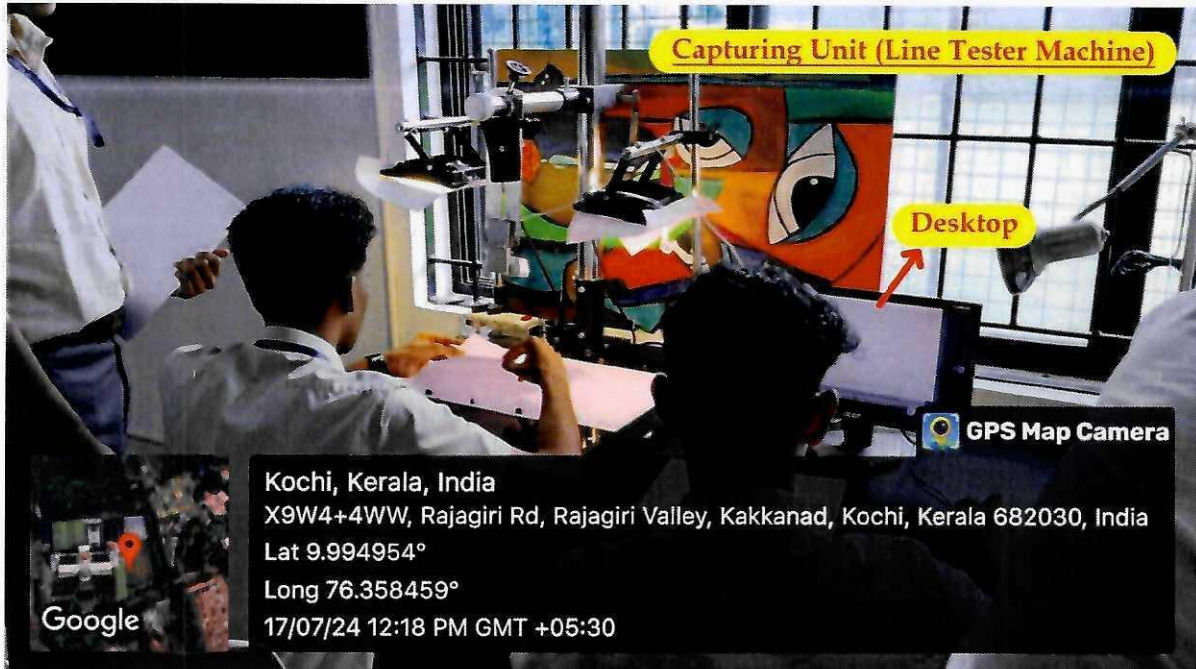 Capturing Unit (Line Tester Machine)
Desktop
GPS Map Camera
Kochi, Kerala, India
X9W4+4WW, Rajagiri Rd, Rajagiri Valley, Kakkanad, Kochi, Kerala 682030, India
Lat 9.994954°
Long 76.358459°
17/07/24 12:18 PM GMT +05:30
Google